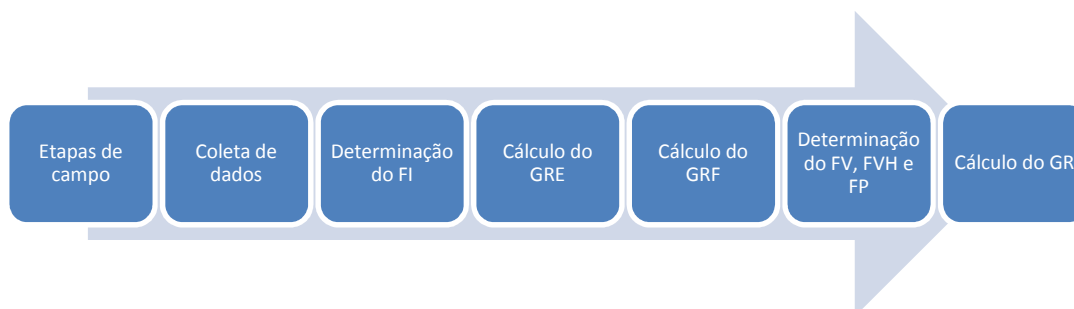 Etapas de
campo
Coleta de
dados
Determinação
do FI
Cálculo do
GRE
Cálculo do
GRF
Determinação
do FV, FVH e
FP
Cálculo do GR